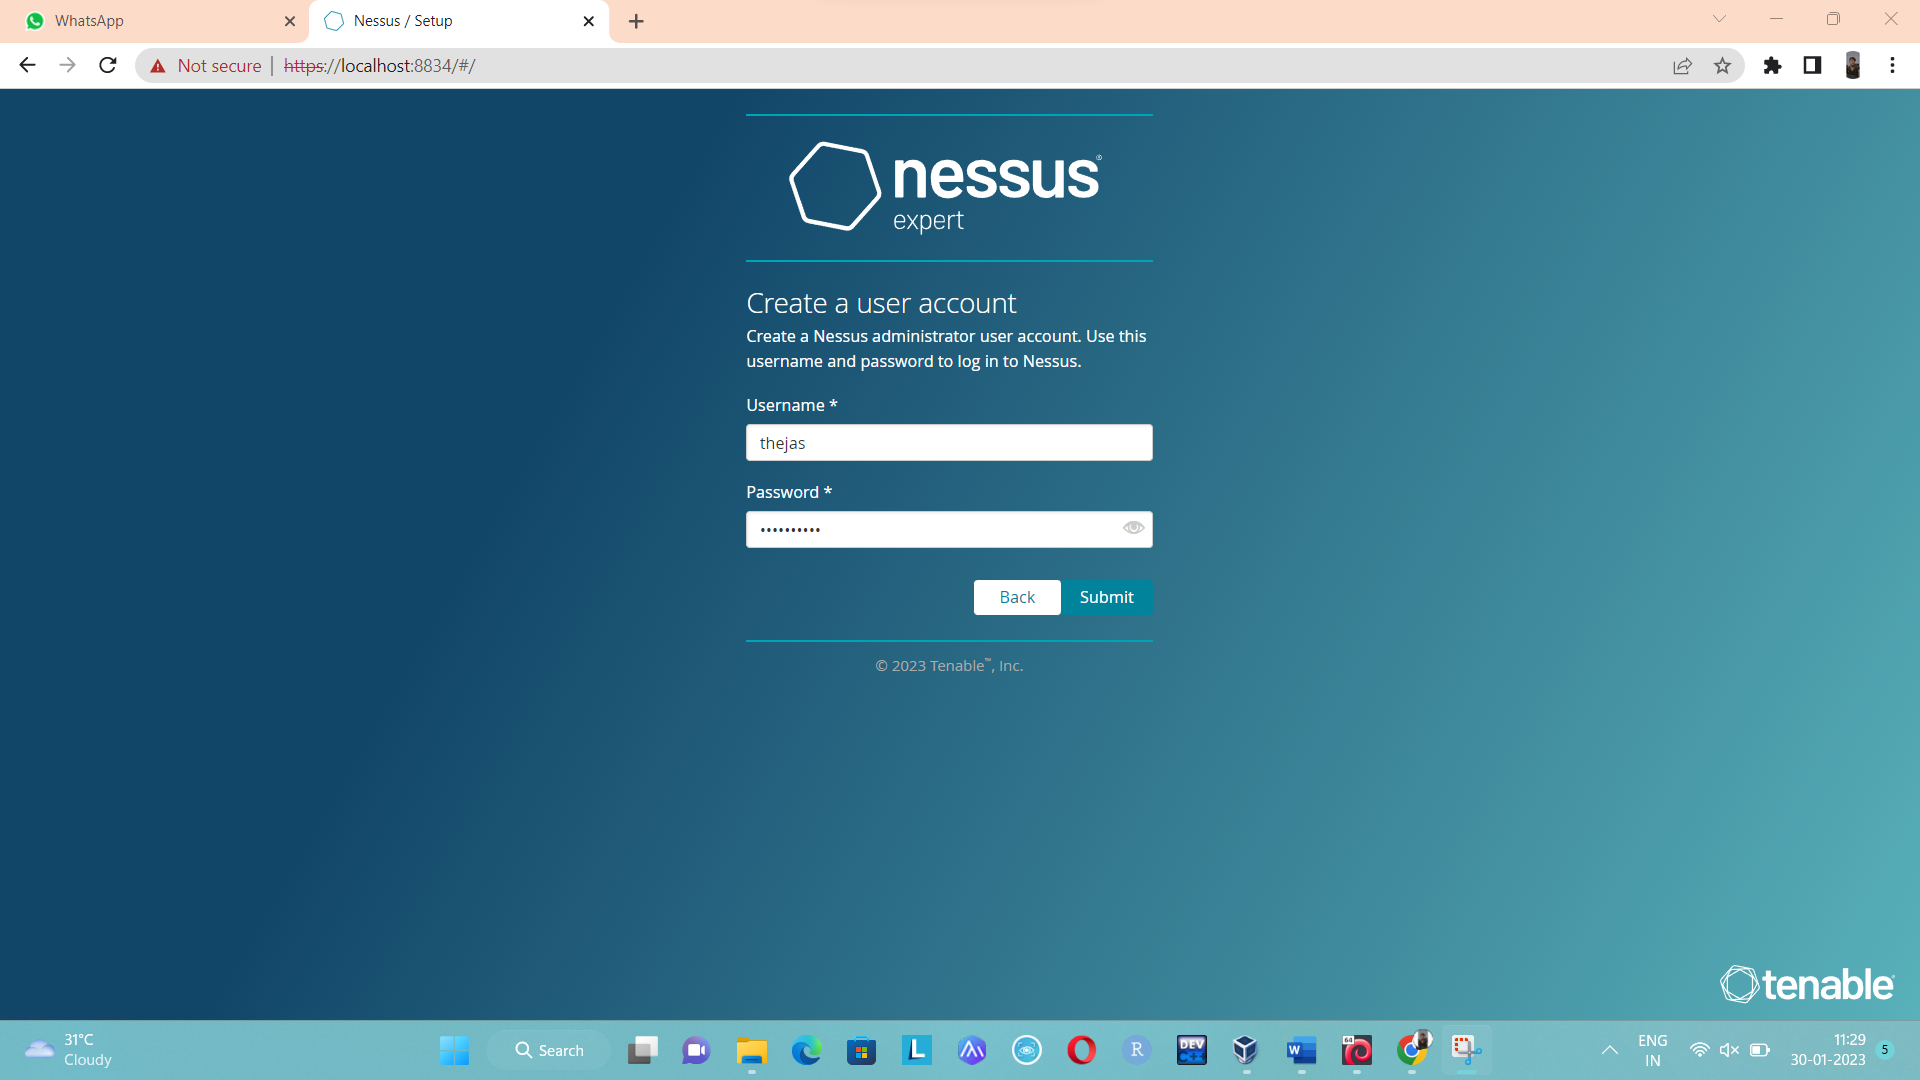 WhatsApp
Nessus / Setup
Not secure | https://localhost:8834/#/
nessus®
expert
Create a user account
Create a Nessus administrator user account. Use this
username and password to log in to Nessus.
Username *
thejas
Password *
••••••••••
Back
Submit
© 2023 Tenable™, Inc.
tenable
31°C
Cloudy
Search
L
R
DEV
C++
W
64
ENG
IN
11:29
30-01-2023
5